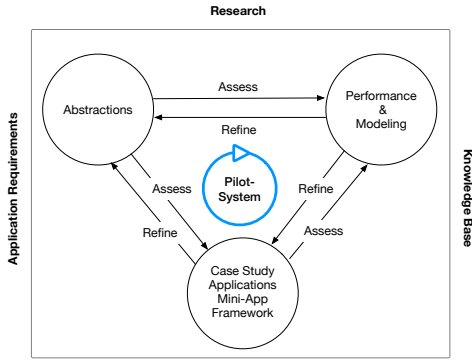 Research
Application Requirements
Abstractions
Assess
Refine
Performance
&
Modeling
Knowledge Base
Pilot-
System
Assess
Refine
Refine
Assess
Case Study
Applications
Mini-App
Framework